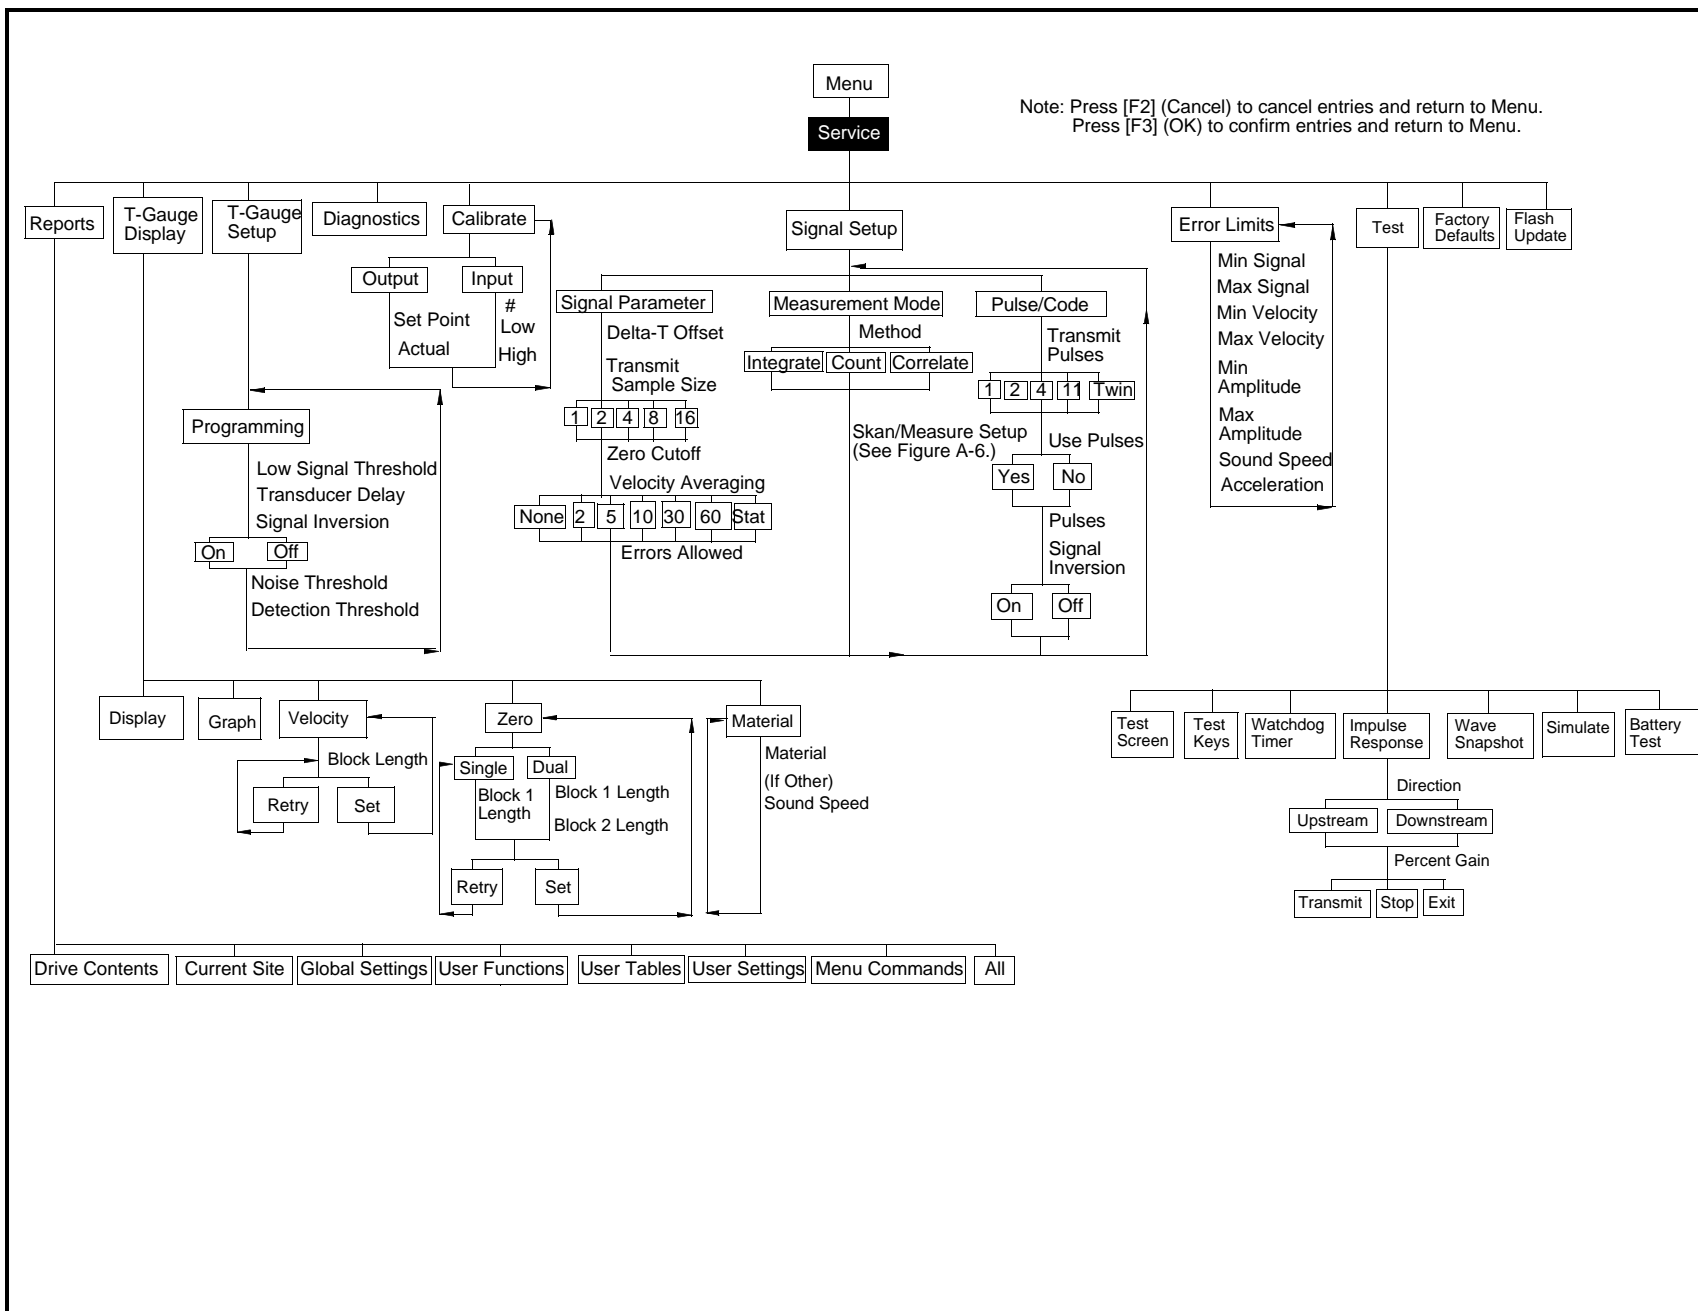 Menu
Service
Note: Press [F2] (Cancel) to cancel entries and return to Menu.
Press [F3] (OK) to confirm entries and return to Menu.
Reports
T-Gauge
Display
T-Gauge
Setup
Diagnostics
Calibrate
Signal Setup
Error Limits
Test
Factory
Defaults
Flash
Update
Output
Input
Set Point
Actual
#
Low
High
Programming
Low Signal Threshold
Transducer Delay
Signal Inversion
On
Off
Noise Threshold
Detection Threshold
Signal Parameter
Delta-T Offset
Transmit
Sample Size
1
2
4
8
16
Zero Cutoff
Velocity Averaging
None
2
5
10
30
60
Stat
Errors Allowed
Measurement Mode
Method
Integrate
Count
Correlate
Skan/Measure Setup
(See Figure A-6.)
Pulse/Code
Transmit
Pulses
1
2
4
11
Twin
Use Pulses
Yes
No
Pulses
Signal
Inversion
On
Off
Min Signal
Max Signal
Min Velocity
Max Velocity
Min
Amplitude
Max
Amplitude
Sound Speed
Acceleration
Display
Graph
Velocity
Block Length
Retry
Set
Zero
Single
Dual
Block 1
Length
Block 1 Length
Block 2 Length
Retry
Set
Material
Material
(If Other)
Sound Speed
Test
Screen
Test
Keys
Watchdog
Timer
Impulse
Response
Wave
Snapshot
Simulate
Battery
Test
Direction
Upstream
Downstream
Percent Gain
Transmit
Stop
Exit
Drive Contents
Current Site
Global Settings
User Functions
User Tables
User Settings
Menu Commands
All